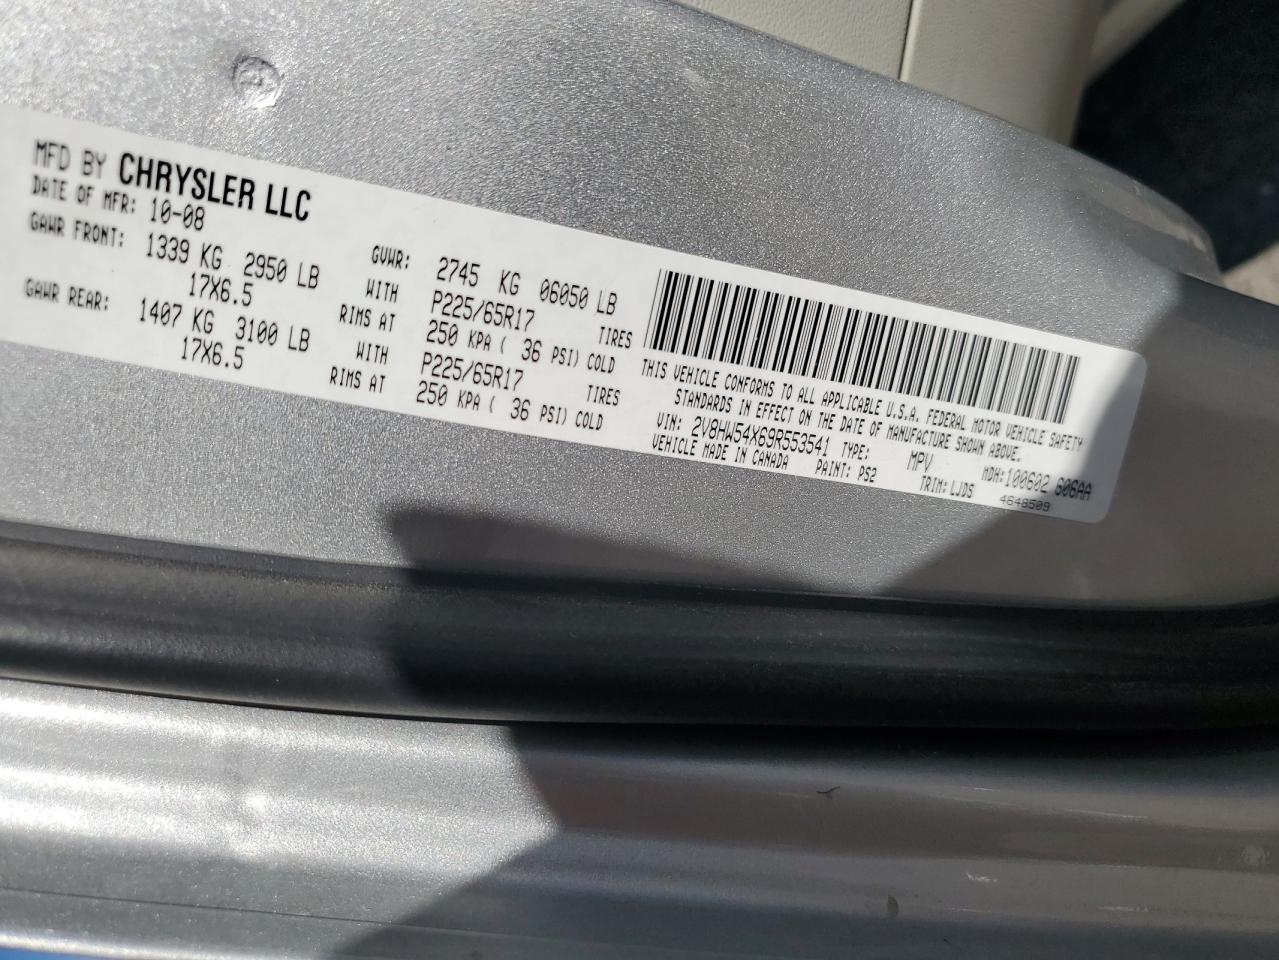 MFD BY CHRYSLER LLC
DATE OF MFR: 10-08
GVWR: 2745 KG 06050 LB
GAWR FRONT: 1339 KG 2950 LB WITH P225/65R17 TIRES
17X6.5 RIMS AT 250 KPA ( 36 PSI) COLD
GAWR REAR: 1407 KG 3100 LB WITH P225/65R17 TIRES
17X6.5 RIMS AT 250 KPA ( 36 PSI) COLD
THIS VEHICLE CONFORMS TO ALL APPLICABLE U.S.A. FEDERAL MOTOR VEHICLE SAFETY
STANDARDS IN EFFECT ON THE DATE OF MANUFACTURE SHOWN ABOVE.
VIN: 2V8HW54X69R553541 TYPE: MPV MDH:100602 G06AA
VEHICLE MADE IN CANADA PAINT: PS2 TRIM: LJDS 4648509